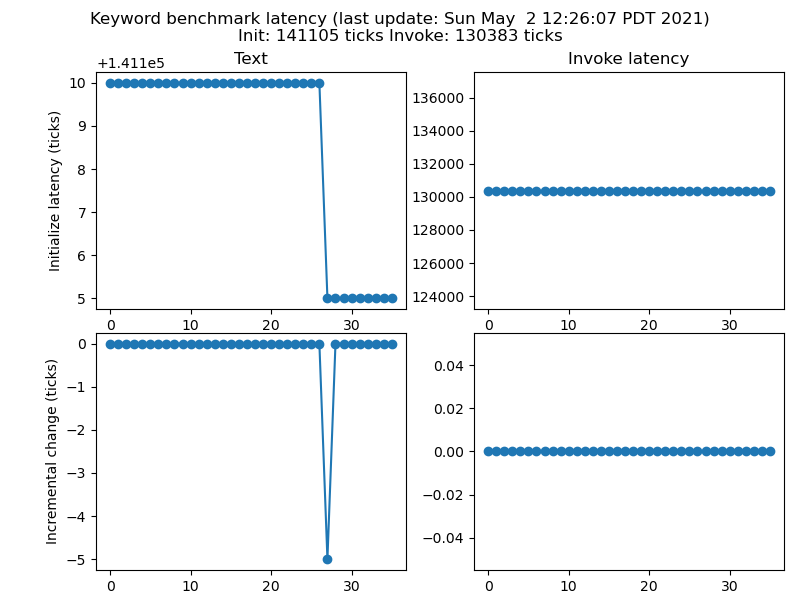 Keyword benchmark latency (last update: Sun May  2 12:26:07 PDT 2021)
Init: 141105 ticks Invoke: 130383 ticks
Text
+1.411e5
10
9
8
7
6
5
Initialize latency (ticks)
0 10 20 30
Invoke latency
136000
134000
132000
130000
128000
126000
124000
0 10 20 30
0
−1
−2
−3
−4
−5
Incremental change (ticks)
0 10 20 30
0.04
0.02
0.00
−0.02
−0.04
0 10 20 30